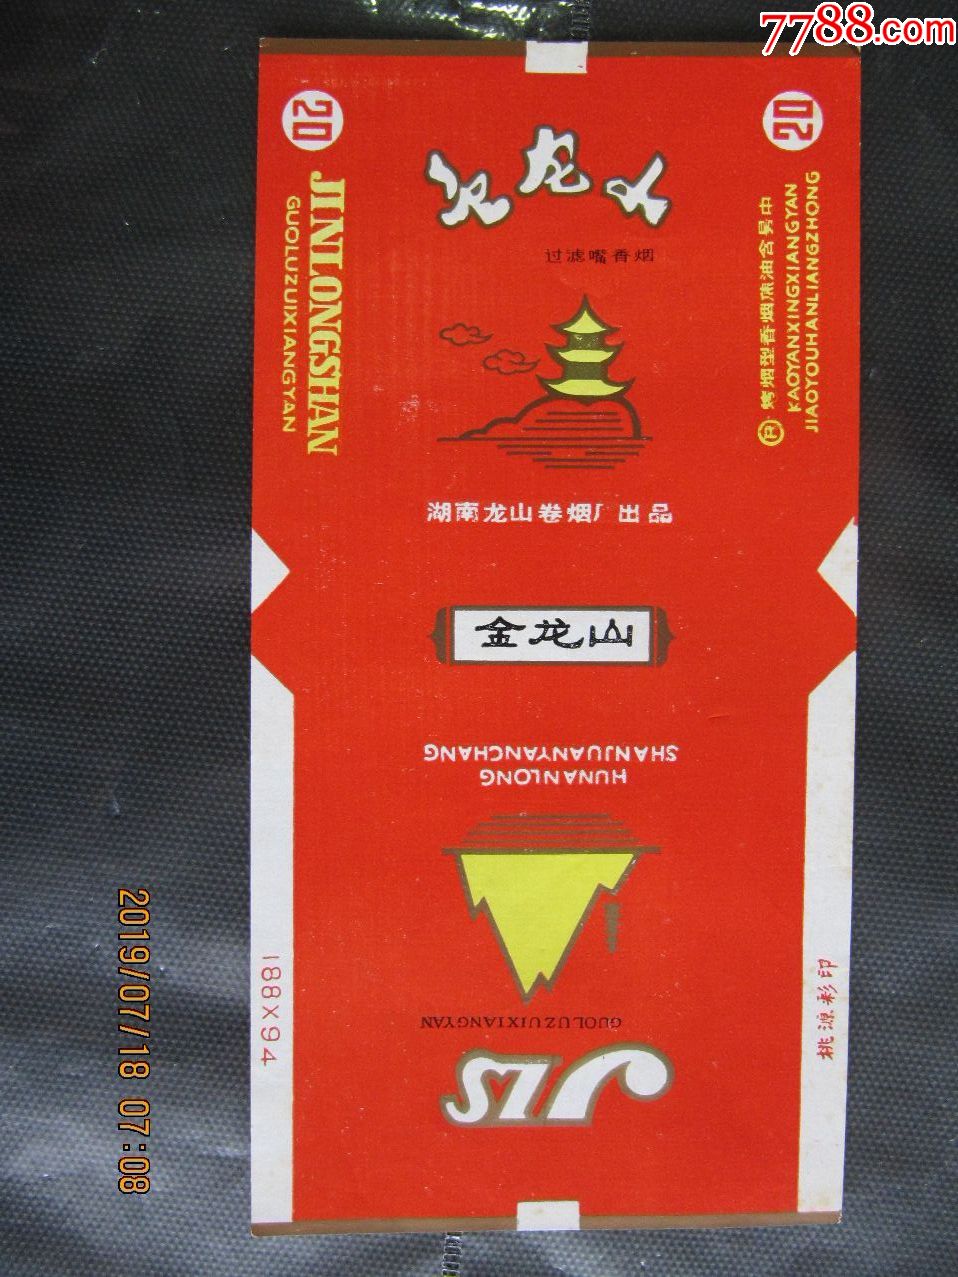 7788.com
20
JINLONGSHAN
GUOLUZUIXIANGYAN
金龙山
过滤嘴香烟
湖南龙山卷烟厂出品
20
烤烟型香烟焦油含量中
KAOYANXINGXIANGYAN
JIAOYOUHANLIANGZHONG
金龙山
HUNANLONG
SHANJUANYANCHANG
GUOLUZUIXIANGYAN
JLS
188X94
桃源彩印
2019/07/18 07:08